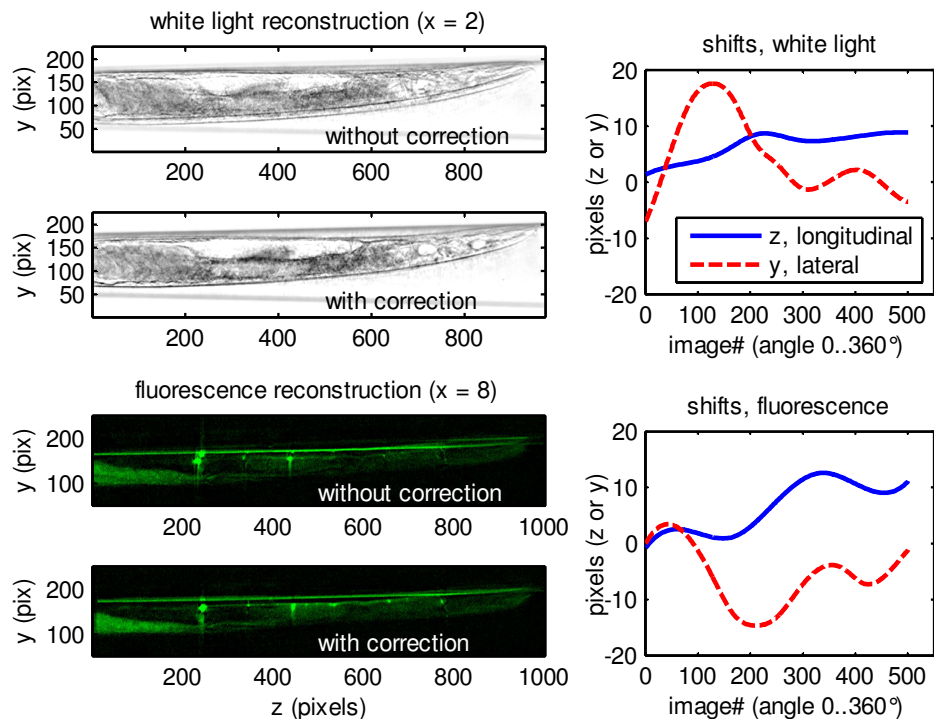 white light reconstruction (x = 2)
200
150
100
50
y (pix)
without correction
200 400 600 800
200
150
100
50
y (pix)
with correction
200 400 600 800
fluorescence reconstruction (x = 8)
200
100
y (pix)
without correction
200 400 600 800 1000
200
100
y (pix)
with correction
200 400 600 800 1000
z (pixels)
shifts, white light
20
10
0
-10
-20
pixels (z or y)
z, longitudinal
y, lateral
0 100 200 300 400 500
image# (angle 0..360°)
shifts, fluorescence
20
10
0
-10
-20
pixels (z or y)
0 100 200 300 400 500
image# (angle 0..360°)